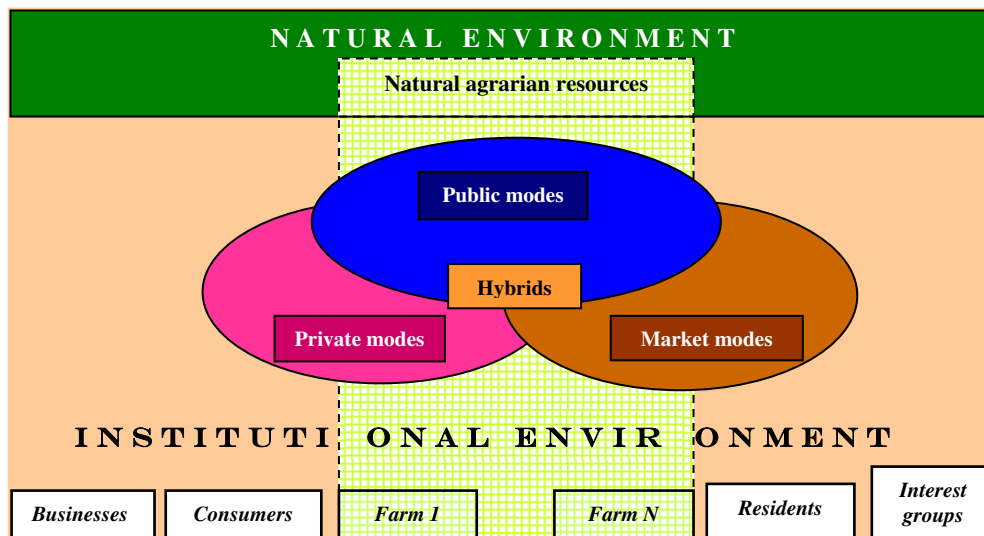 NATURAL ENVIRONMENT
Natural agrarian resources
Public modes
Hybrids
Private modes
Market modes
INSTITUTIONAL ENVIRONMENT
Businesses
Consumers
Farm 1
Farm N
Residents
Interest
groups